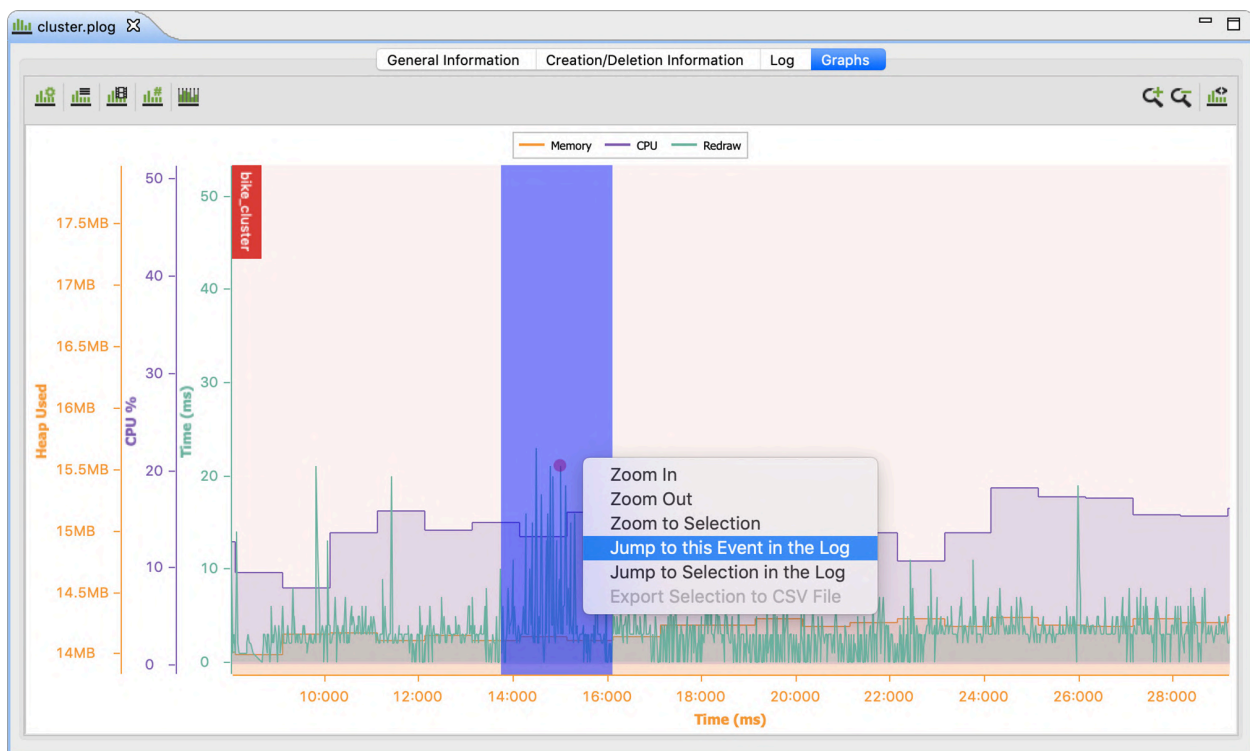 cluster.plog
General Information Creation/Deletion Information Log Graphs
Memory CPU Redraw
bike_cluster
Heap Used
17.5MB
17MB
16.5MB
16MB
15.5MB
15MB
14.5MB
14MB
CPU %
50
40
30
20
10
0
Time (ms)
50
40
30
20
10
0
Zoom In
Zoom Out
Zoom to Selection
Jump to this Event in the Log
Jump to Selection in the Log
Export Selection to CSV File
10:000 12:000 14:000 16:000 18:000 20:000 22:000 24:000 26:000 28:000
Time (ms)